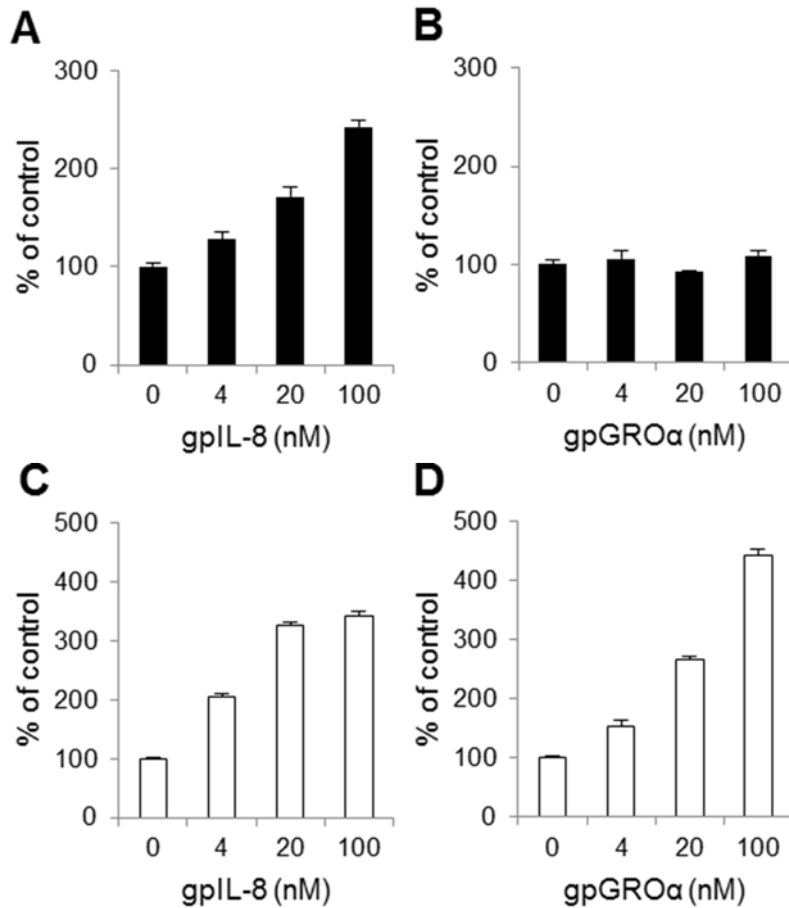 A
300
200
100
0
% of control
0 4 20 100
gpIL-8 (nM)
B
300
200
100
0
% of control
0 4 20 100
gpGROα (nM)
C
500
400
300
200
100
0
% of control
0 4 20 100
gpIL-8 (nM)
D
500
400
300
200
100
0
% of control
0 4 20 100
gpGROα (nM)